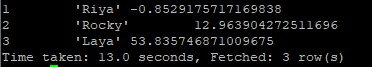 1 'Riya' -0.8529175717169838
2 'Rocky' 12.963904272511696
3 'Laya' 53.835746871009675
Time taken: 13.0 seconds, Fetched: 3 row(s)